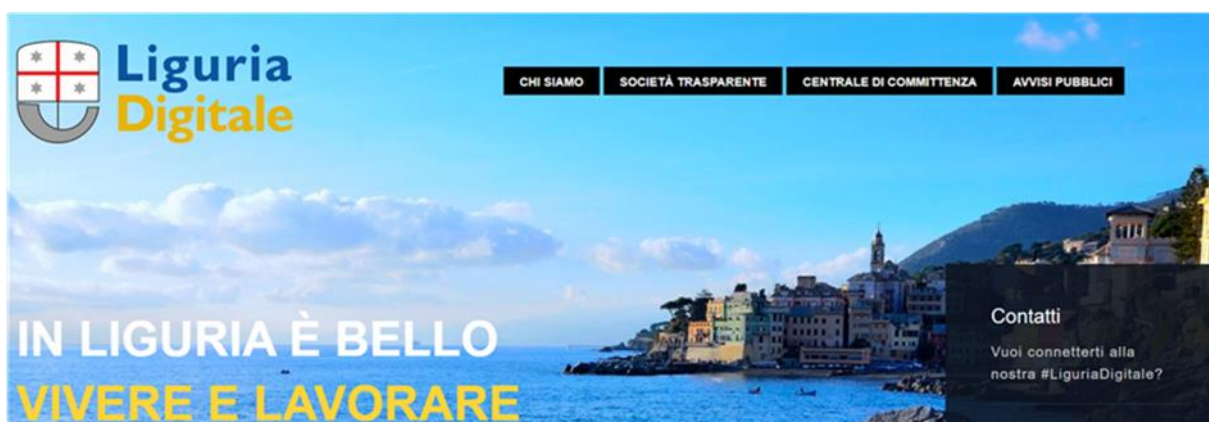 Liguria
Digitale
CHI SIAMO
SOCIETÀ TRASPARENTE
CENTRALE DI COMMITTENZA
AVVISI PUBBLICI
IN LIGURIA È BELLO
VIVERE E LAVORARE
Contatti
Vuoi connetterti alla
nostra #LiguriaDigitale?